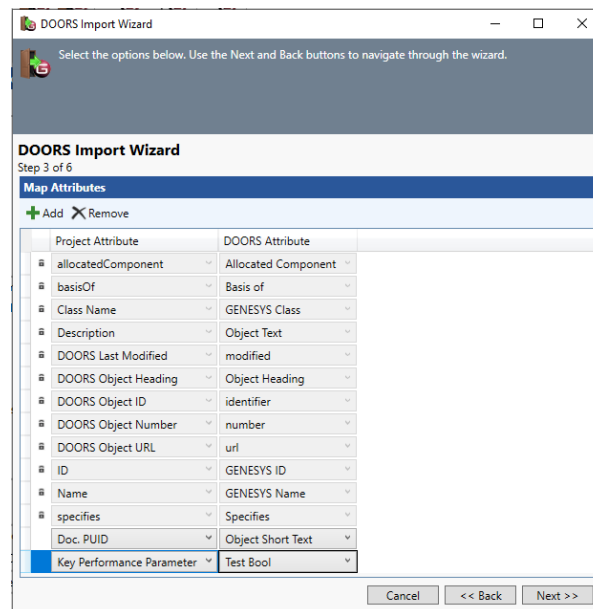 DOORS Import Wizard
Select the options below. Use the Next and Back buttons to navigate through the wizard.
DOORS Import Wizard
Step 3 of 6
Map Attributes
Add Remove
Project Attribute DOORS Attribute
allocatedComponent Allocated Component
basisOf Basis of
Class Name GENESYS Class
Description Object Text
DOORS Last Modified modified
DOORS Object Heading Object Heading
DOORS Object ID identifier
DOORS Object Number number
DOORS Object URL url
ID GENESYS ID
Name GENESYS Name
specifies Specifies
Doc. PUID Object Short Text
Key Performance Parameter Test Bool
Cancel << Back Next >>